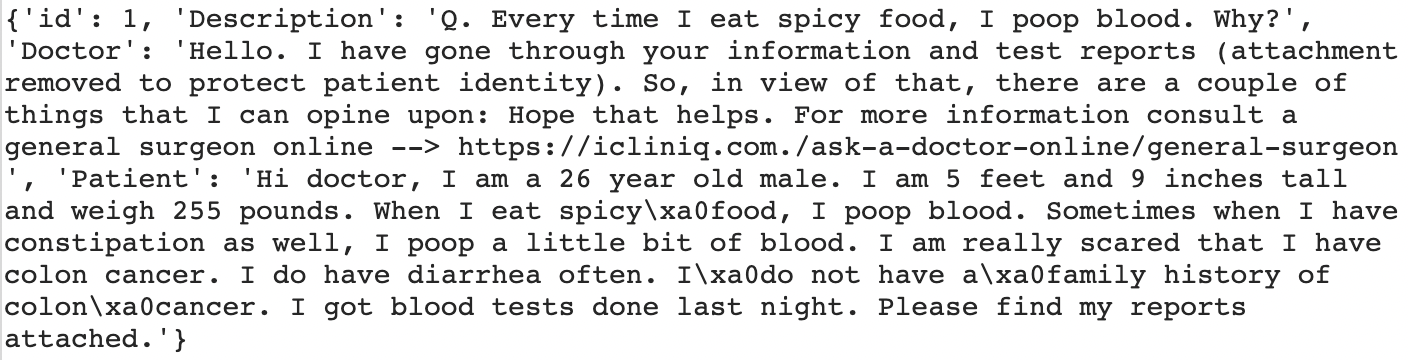 {'id': 1, 'Description': 'Q. Every time I eat spicy food, I poop blood. Why?',
'Doctor': 'Hello. I have gone through your information and test reports (attachment
removed to protect patient identity). So, in view of that, there are a couple of
things that I can opine upon: Hope that helps. For more information consult a
general surgeon online --> https://icliniq.com./ask-a-doctor-online/general-surgeon
', 'Patient': 'Hi doctor, I am a 26 year old male. I am 5 feet and 9 inches tall
and weigh 255 pounds. When I eat spicy\xa0food, I poop blood. Sometimes when I have
constipation as well, I poop a little bit of blood. I am really scared that I have
colon cancer. I do have diarrhea often. I\xa0do not have a\xa0family history of
colon\xa0cancer. I got blood tests done last night. Please find my reports
attached.'}